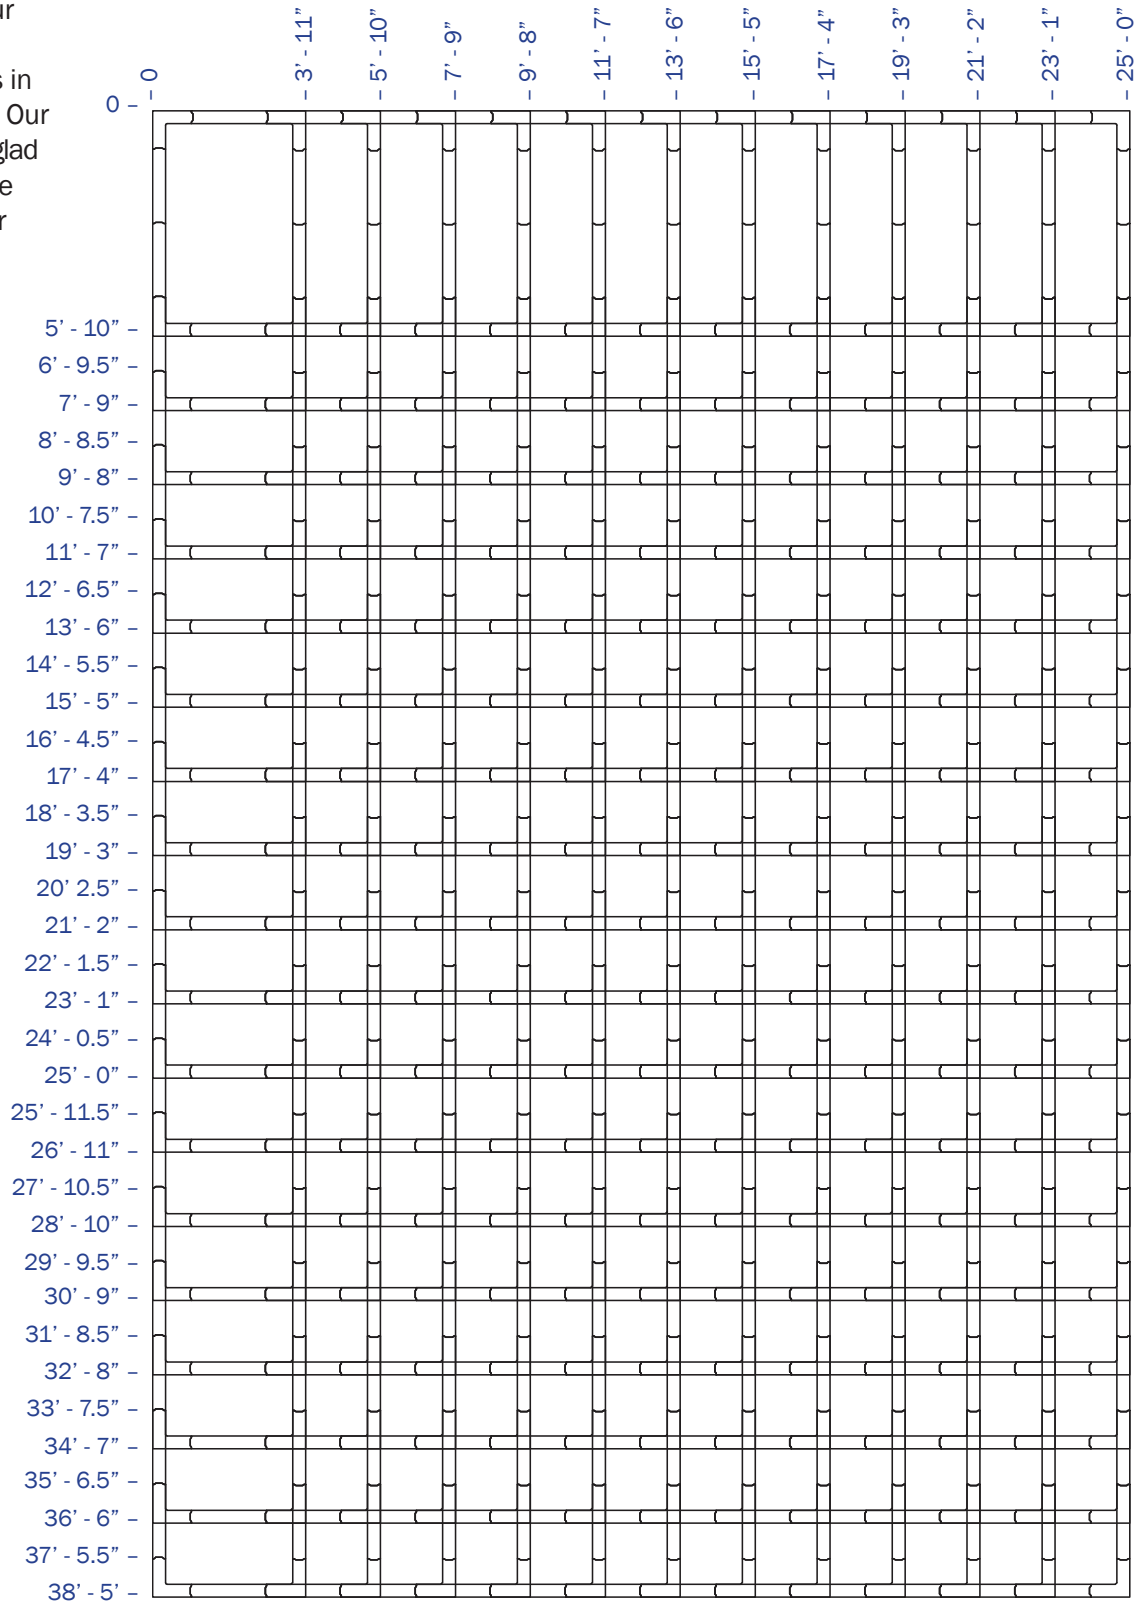 ur
s in
Our
glad
e
r
0
3’ - 11”
5’ - 10”
7’ - 9”
9’ - 8”
11’ - 7”
13’ - 6”
15’ - 5”
17’ - 4”
19’ - 3”
21’ - 2”
23’ - 1”
25’ - 0”
0 –
5’ - 10” –
6’ - 9.5” –
7’ - 9” –
8’ - 8.5” –
9’ - 8” –
10’ - 7.5” –
11’ - 7” –
12’ - 6.5” –
13’ - 6” –
14’ - 5.5” –
15’ - 5” –
16’ - 4.5” –
17’ - 4” –
18’ - 3.5” –
19’ - 3” –
20’ 2.5” –
21’ - 2” –
22’ - 1.5” –
23’ - 1” –
24’ - 0.5” –
25’ - 0” –
25’ - 11.5” –
26’ - 11” –
27’ - 10.5” –
28’ - 10” –
29’ - 9.5” –
30’ - 9” –
31’ - 8.5” –
32’ - 8” –
33’ - 7.5” –
34’ - 7” –
35’ - 6.5” –
36’ - 6” –
37’ - 5.5” –
38’ - 5’ –